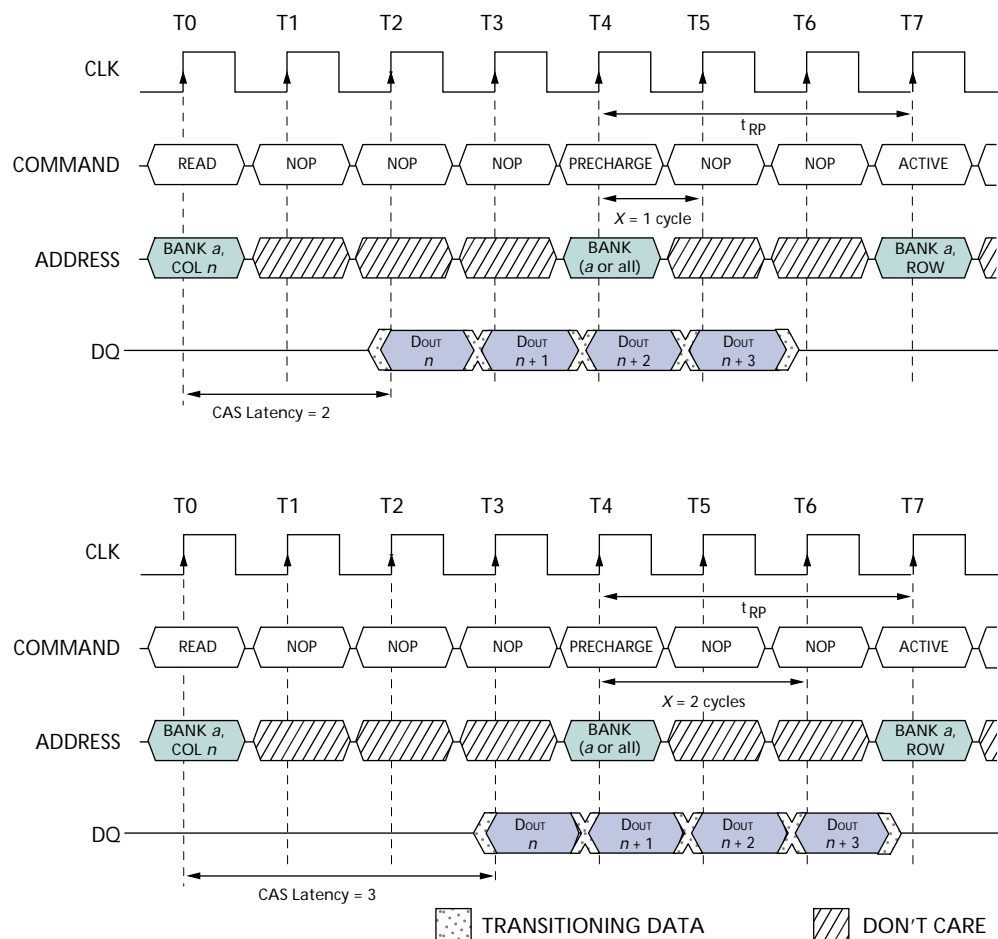 T0 T1 T2 T3 T4 T5 T6 T7
CLK
t RP
COMMAND READ NOP NOP NOP PRECHARGE NOP NOP ACTIVE
X = 1 cycle
ADDRESS BANK a, COL n BANK (a or all) BANK a, ROW
DQ DOUT n DOUT n + 1 DOUT n + 2 DOUT n + 3
CAS Latency = 2
T0 T1 T2 T3 T4 T5 T6 T7
CLK
t RP
COMMAND READ NOP NOP NOP PRECHARGE NOP NOP ACTIVE
X = 2 cycles
ADDRESS BANK a, COL n BANK (a or all) BANK a, ROW
DQ DOUT n DOUT n + 1 DOUT n + 2 DOUT n + 3
CAS Latency = 3
TRANSITIONING DATA DON'T CARE